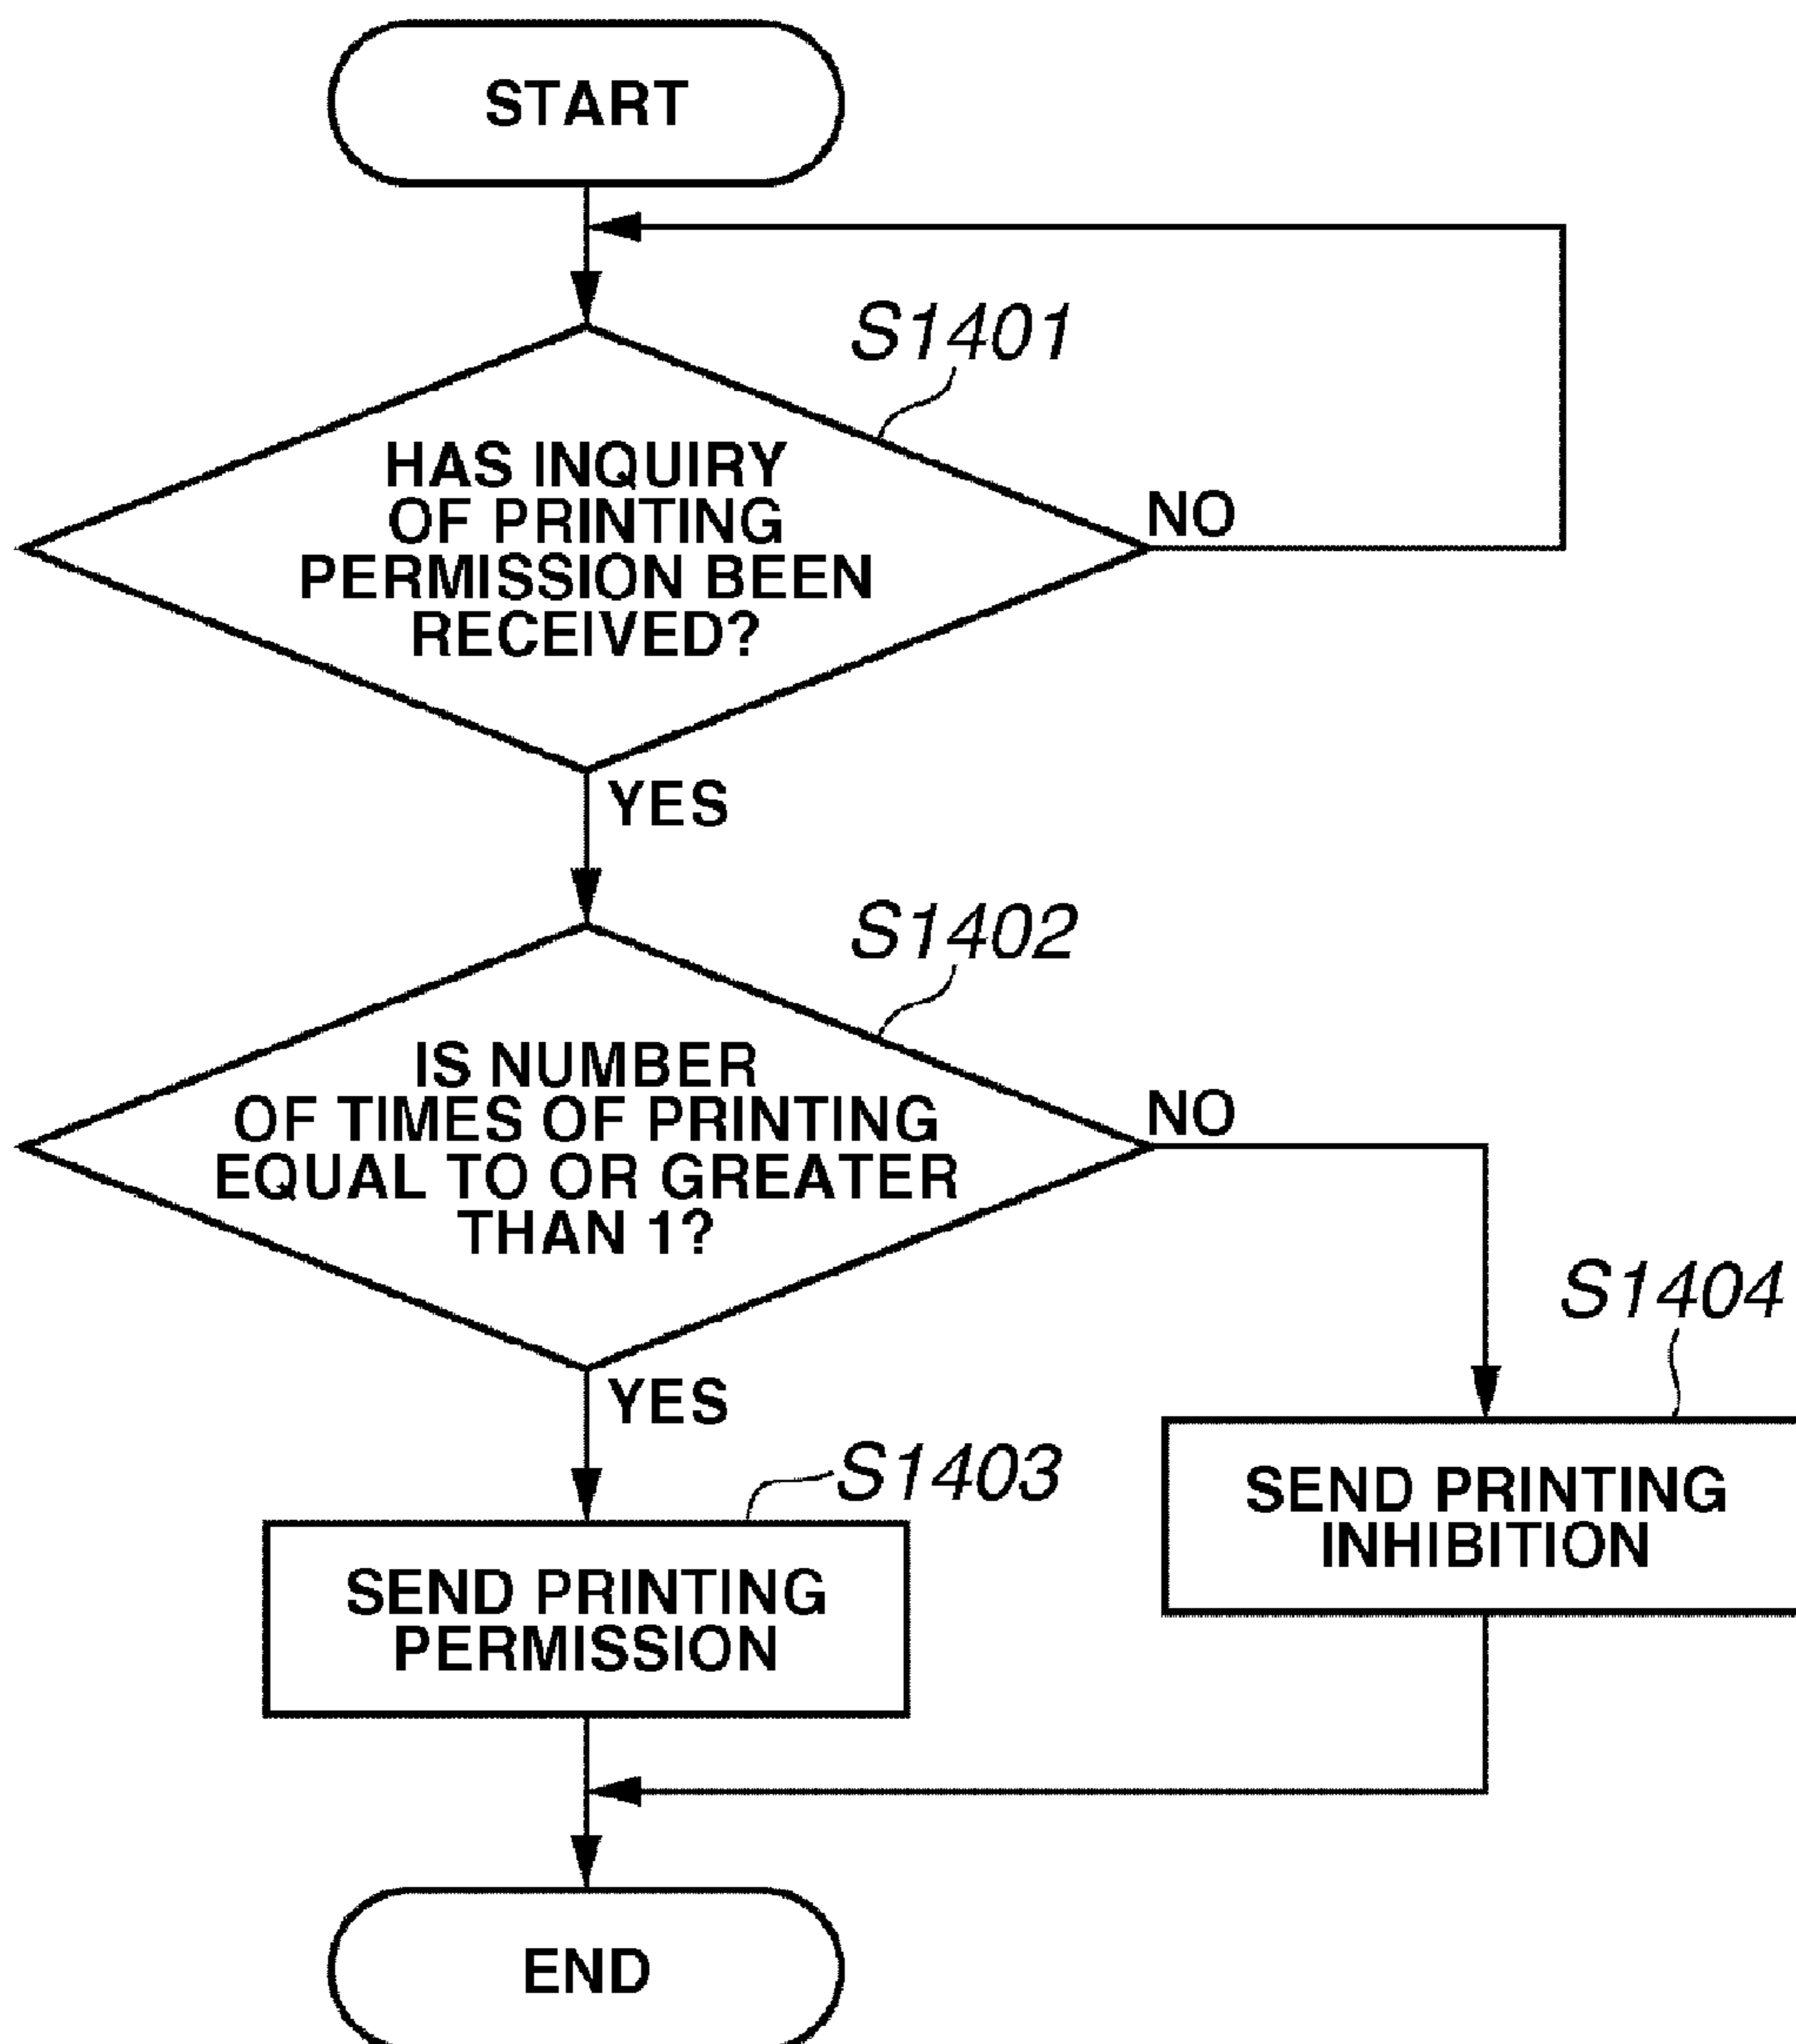 START
S1401
HAS INQUIRY
OF PRINTING
PERMISSION BEEN
RECEIVED?
NO
YES
S1402
IS NUMBER
OF TIMES OF PRINTING
EQUAL TO OR GREATER
THAN 1?
NO
YES
S1404
S1403
SEND PRINTING
INHIBITION
SEND PRINTING
PERMISSION
END